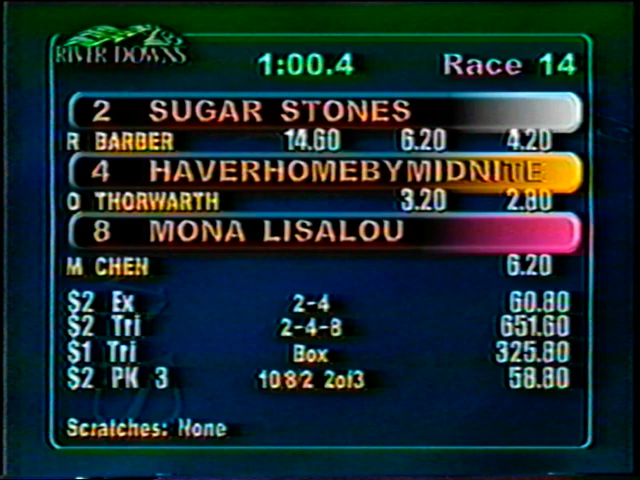 RIVER DOWNS
1:00.4 Race 14
2 SUGAR STONES
R BARBER 14.60 6.20 4.20
4 HAVERHOMEBYMIDNITE
O THORWARTH 3.20 2.80
8 MONA LISALOU
M CHEN 6.20
$2 Ex 2-4 60.80
$2 Tri 2-4-8 651.60
$1 Tri Box 325.80
$2 PK 3 10/8/2 2of3 58.80
Scratches: None